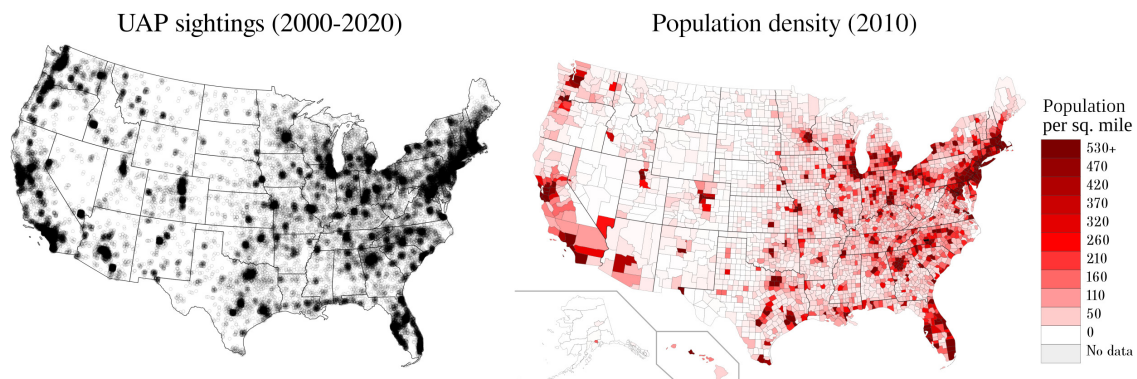 UAP sightings (2000-2020)
Population density (2010)
Population
per sq. mile
530+
470
420
370
320
260
210
160
110
50
0
No data